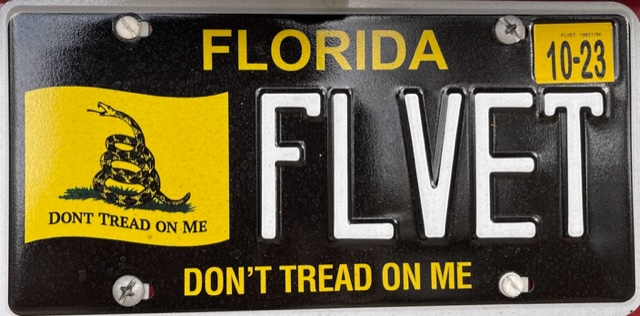 FLORIDA
10-23
FLVET
DONT TREAD ON ME
DON'T TREAD ON ME